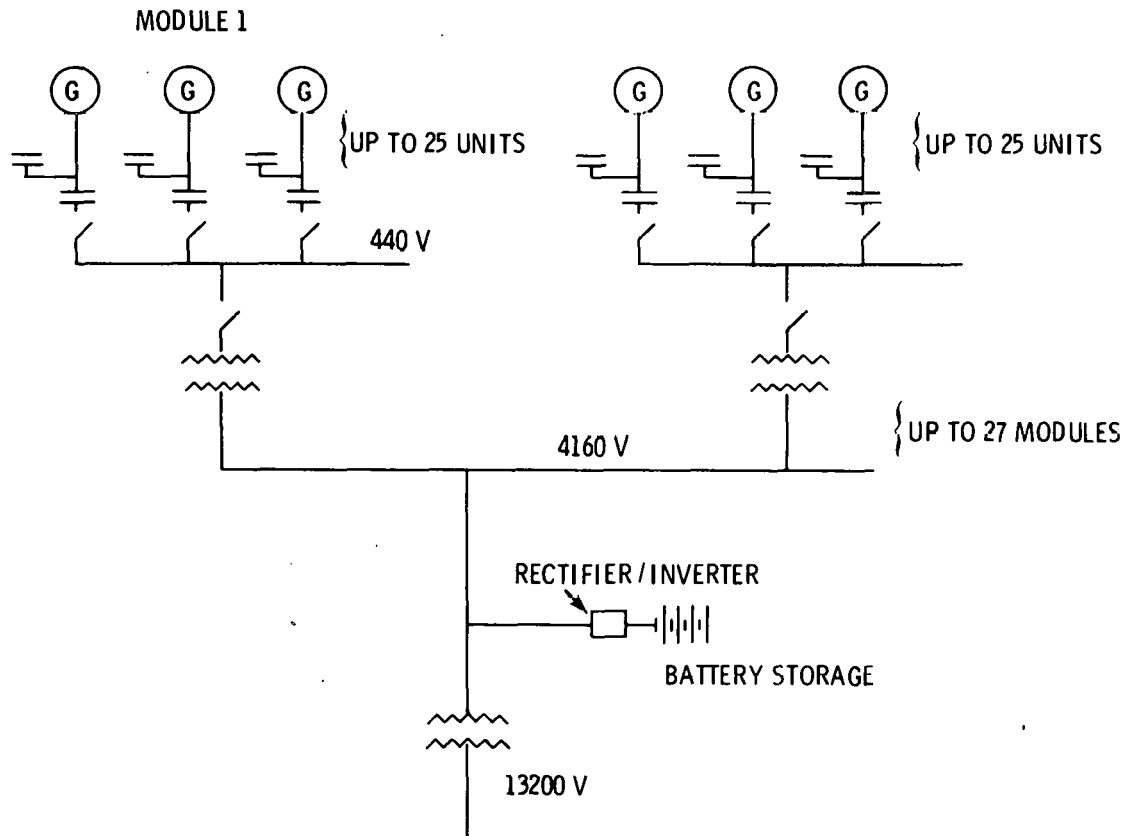 MODULE 1
G G G G G G
UP TO 25 UNITS UP TO 25 UNITS
440 V
UP TO 27 MODULES
4160 V
RECTIFIER/INVERTER
BATTERY STORAGE
13200 V